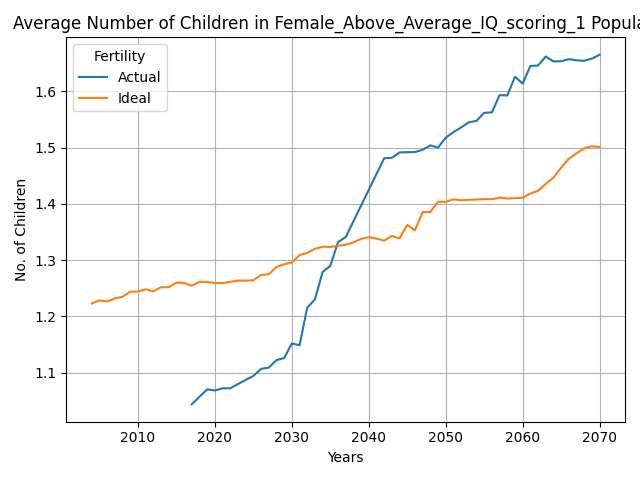 Average Number of Children in Female_Above_Average_IQ_scoring_1 Popula
Fertility
Actual
Ideal
No. of Children
1.6
1.5
1.4
1.3
1.2
1.1
2010 2020 2030 2040 2050 2060 2070
Years